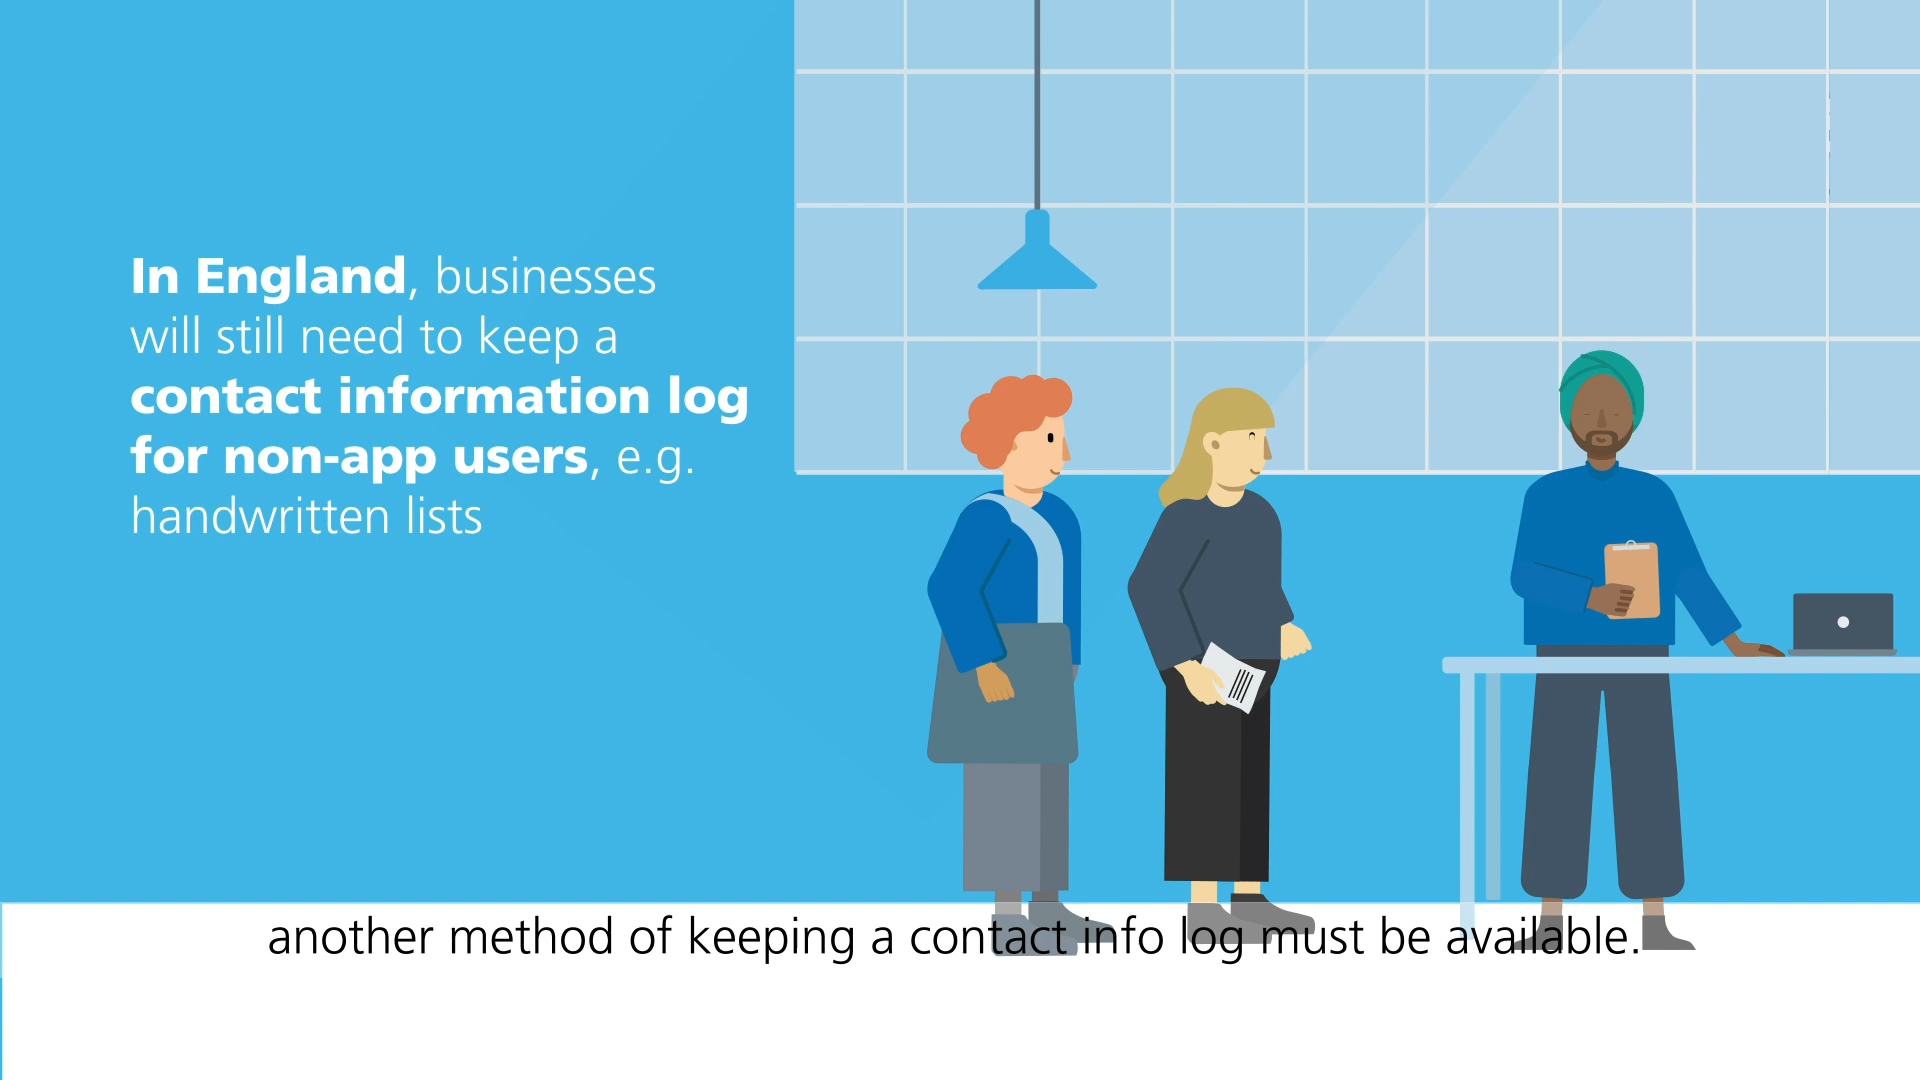 In England, businesses
will still need to keep a
contact information log
for non-app users, e.g.
handwritten lists
another method of keeping a contact info log must be available.